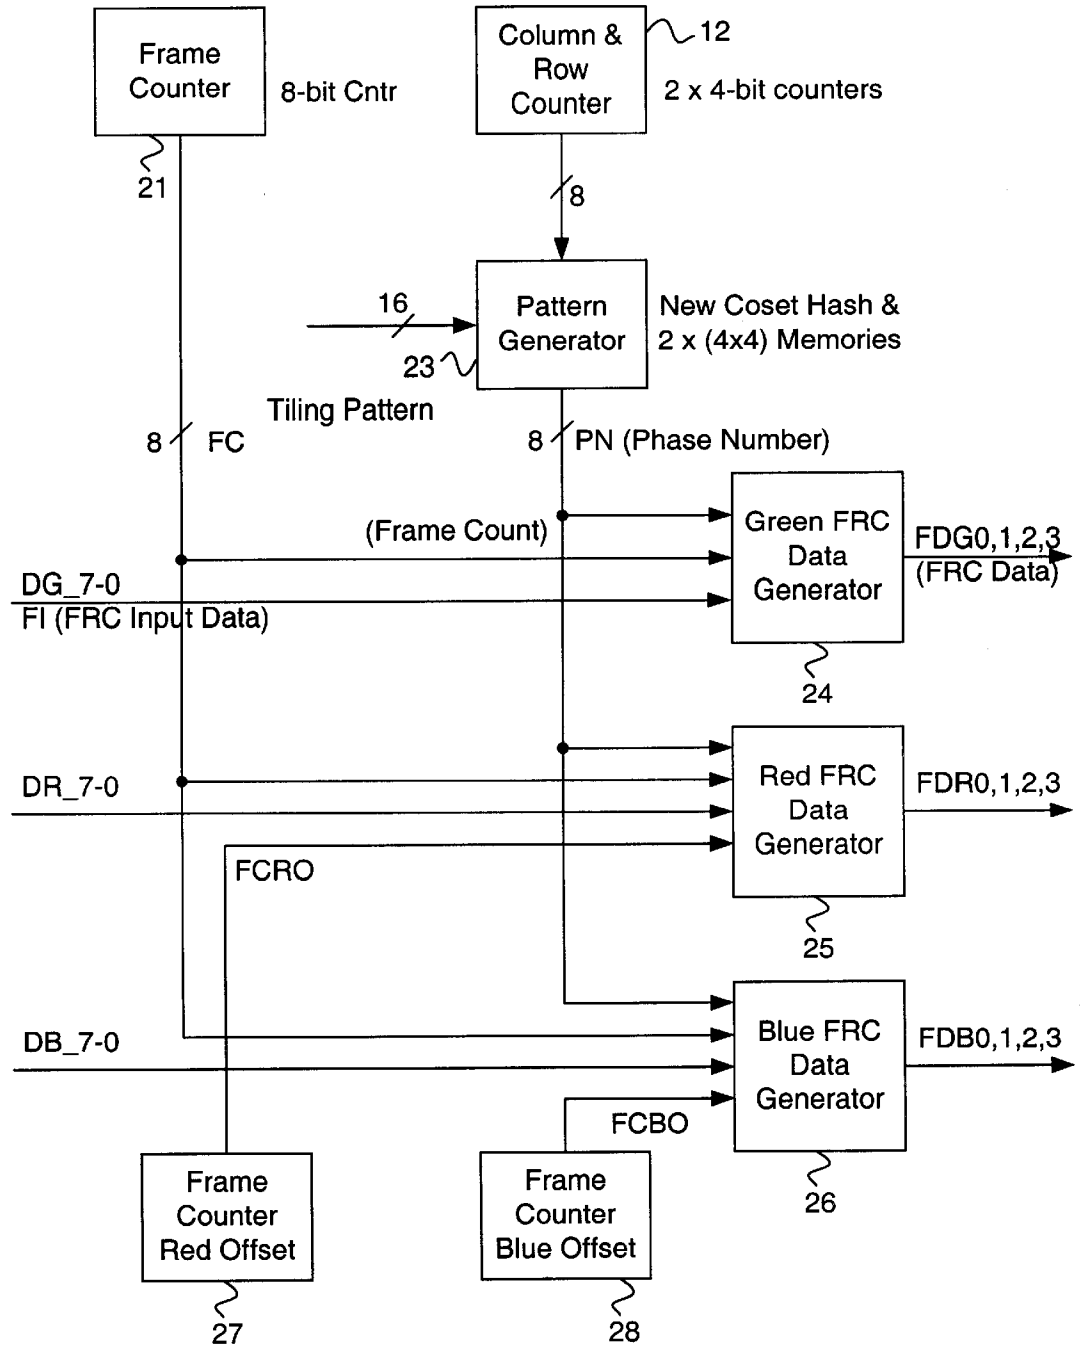 Frame
Counter
8-bit Cntr
21
Column &
Row
Counter
12
2 x 4-bit counters
8
16
Pattern
Generator
New Coset Hash &
2 x (4x4) Memories
23
Tiling Pattern
8
FC
8
PN (Phase Number)
(Frame Count)
Green FRC
Data
Generator
FDG0,1,2,3
(FRC Data)
DG_7-0
FI (FRC Input Data)
24
DR_7-0
Red FRC
Data
Generator
FDR0,1,2,3
FCRO
25
DB_7-0
Blue FRC
Data
Generator
FDB0,1,2,3
FCBO
26
Frame
Counter
Red Offset
27
Frame
Counter
Blue Offset
28